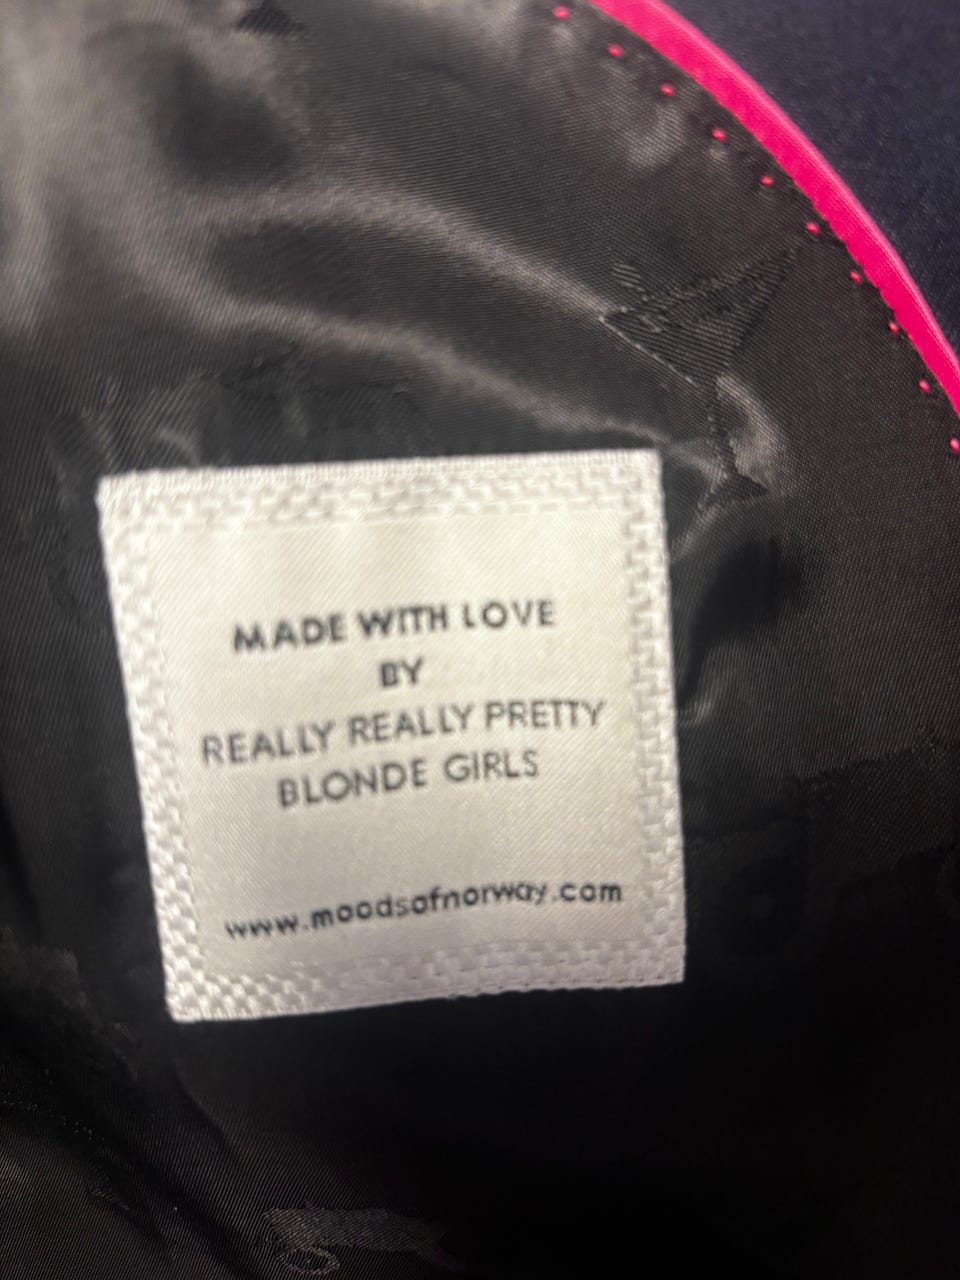 MADE WITH LOVE
BY
REALLY REALLY PRETTY
BLONDE GIRLS
www.moodsofnorway.com